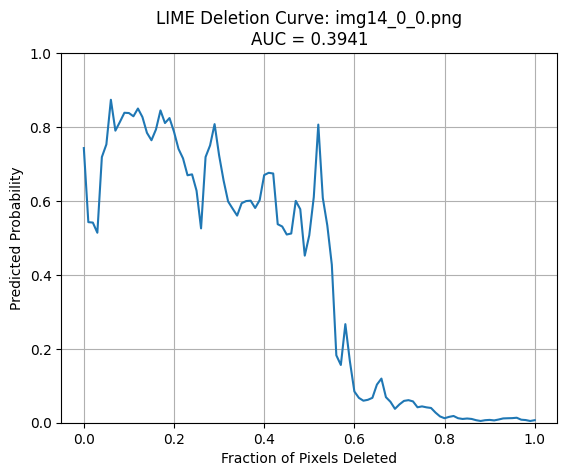 LIME Deletion Curve: img14_0_0.png
AUC = 0.3941
Predicted Probability
1.0
0.8
0.6
0.4
0.2
0.0
0.0 0.2 0.4 0.6 0.8 1.0
Fraction of Pixels Deleted